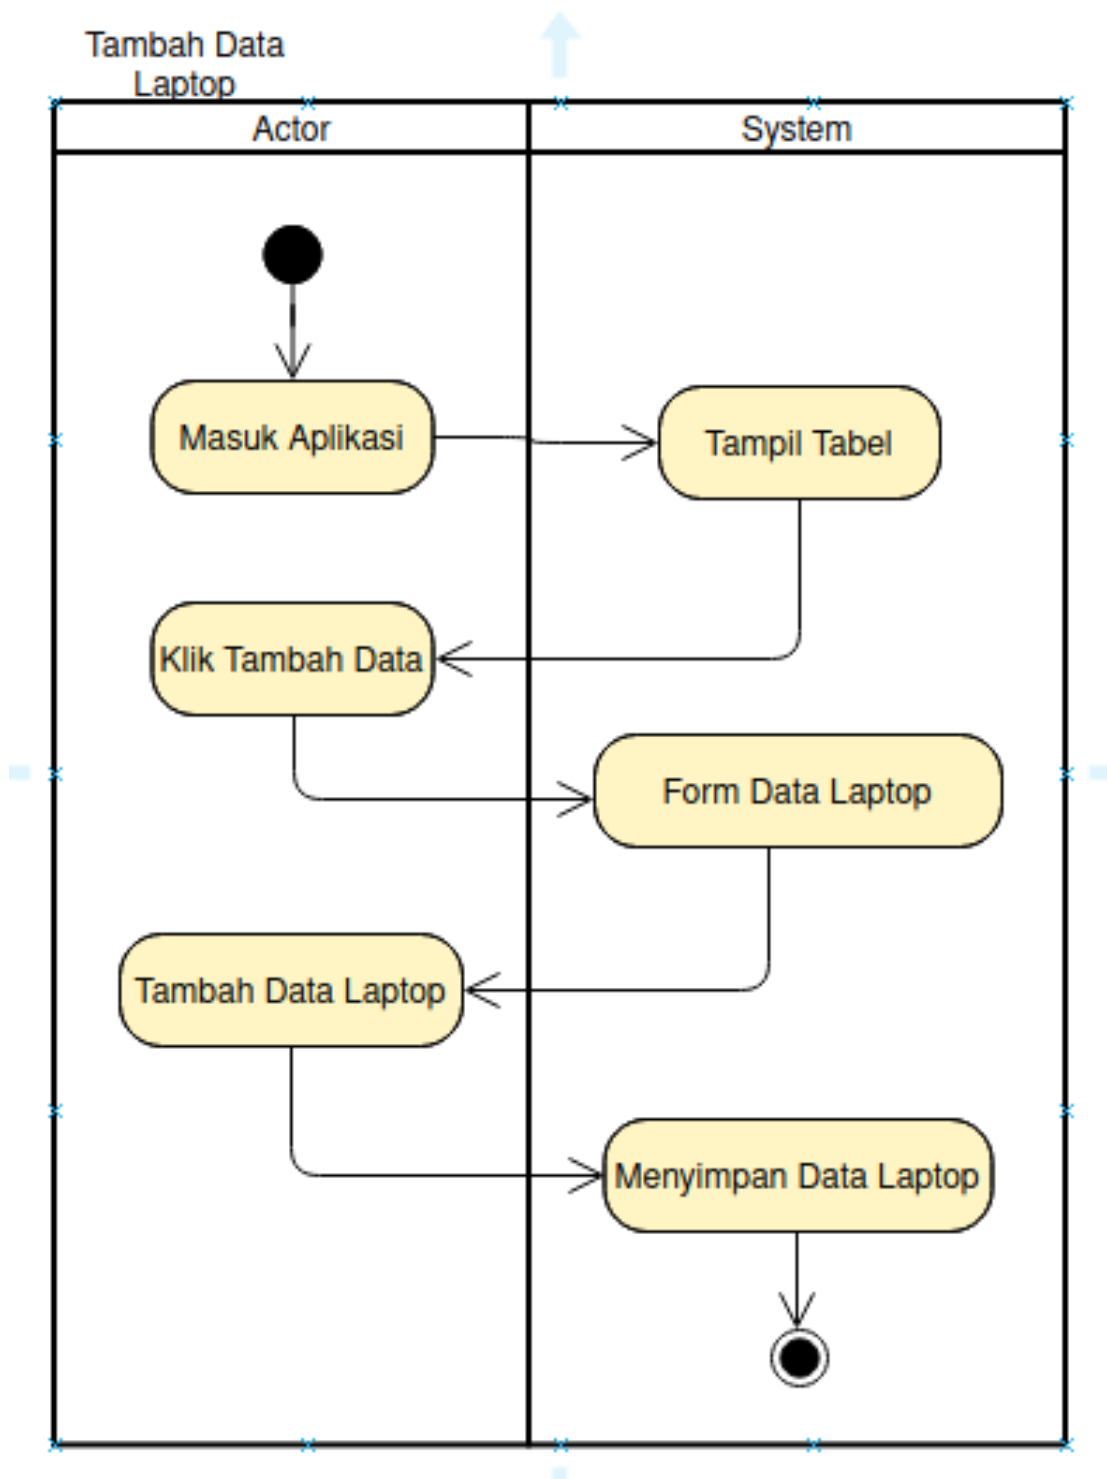 Tambah Data
Laptop
Actor
System
Masuk Aplikasi
Tampil Tabel
Klik Tambah Data
Form Data Laptop
Tambah Data Laptop
Menyimpan Data Laptop